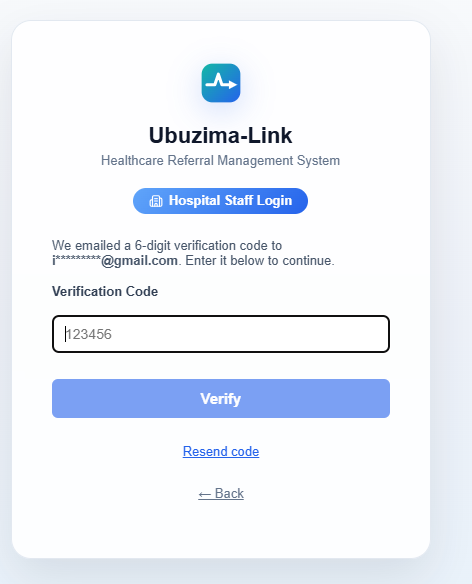 Ubuzima-Link
Healthcare Referral Management System
Hospital Staff Login
We emailed a 6-digit verification code to
i*********@gmail.com. Enter it below to continue.
Verification Code
123456
Verify
Resend code
← Back